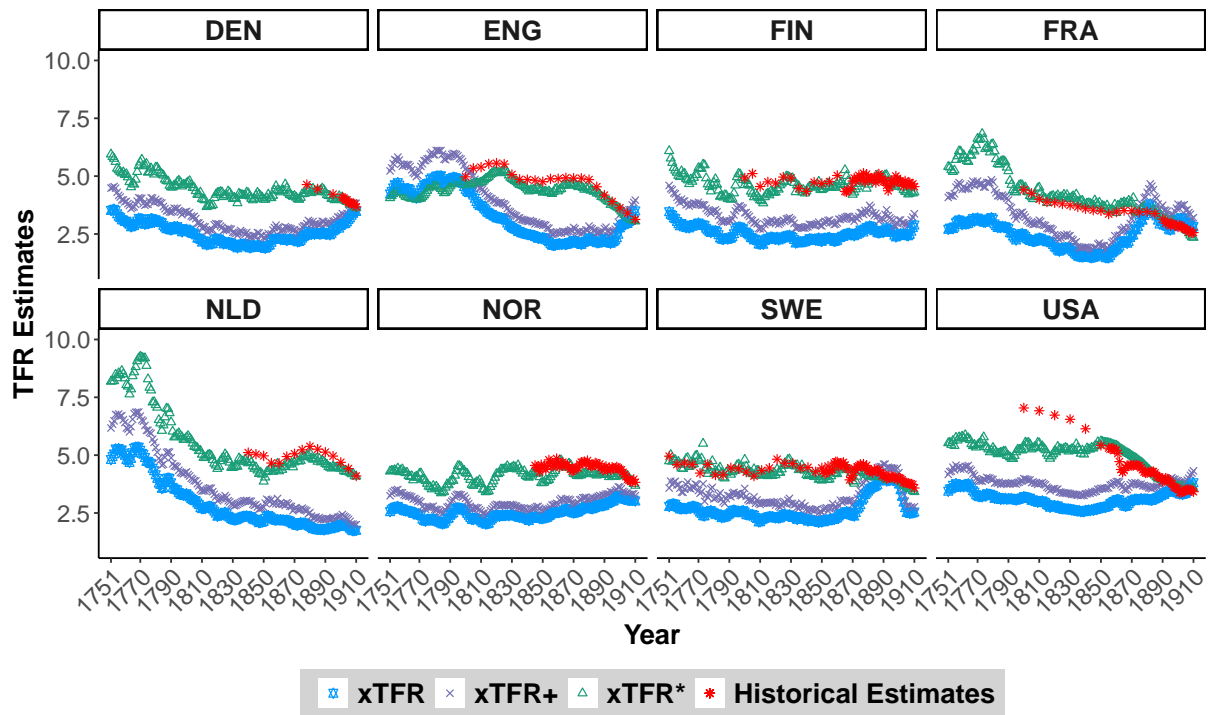 DEN ENG FIN FRA
10.0
7.5
5.0
2.5
NLD NOR SWE USA
10.0
7.5
5.0
2.5
TFR Estimates
1751 1770 1790 1810 1830 1850 1870 1890 1910 1751 1770 1790 1810 1830 1850 1870 1890 1910 1751 1770 1790 1810 1830 1850 1870 1890 1910 1751 1770 1790 1810 1830 1850 1870 1890 1910
Year
xTFR xTFR+ xTFR* Historical Estimates